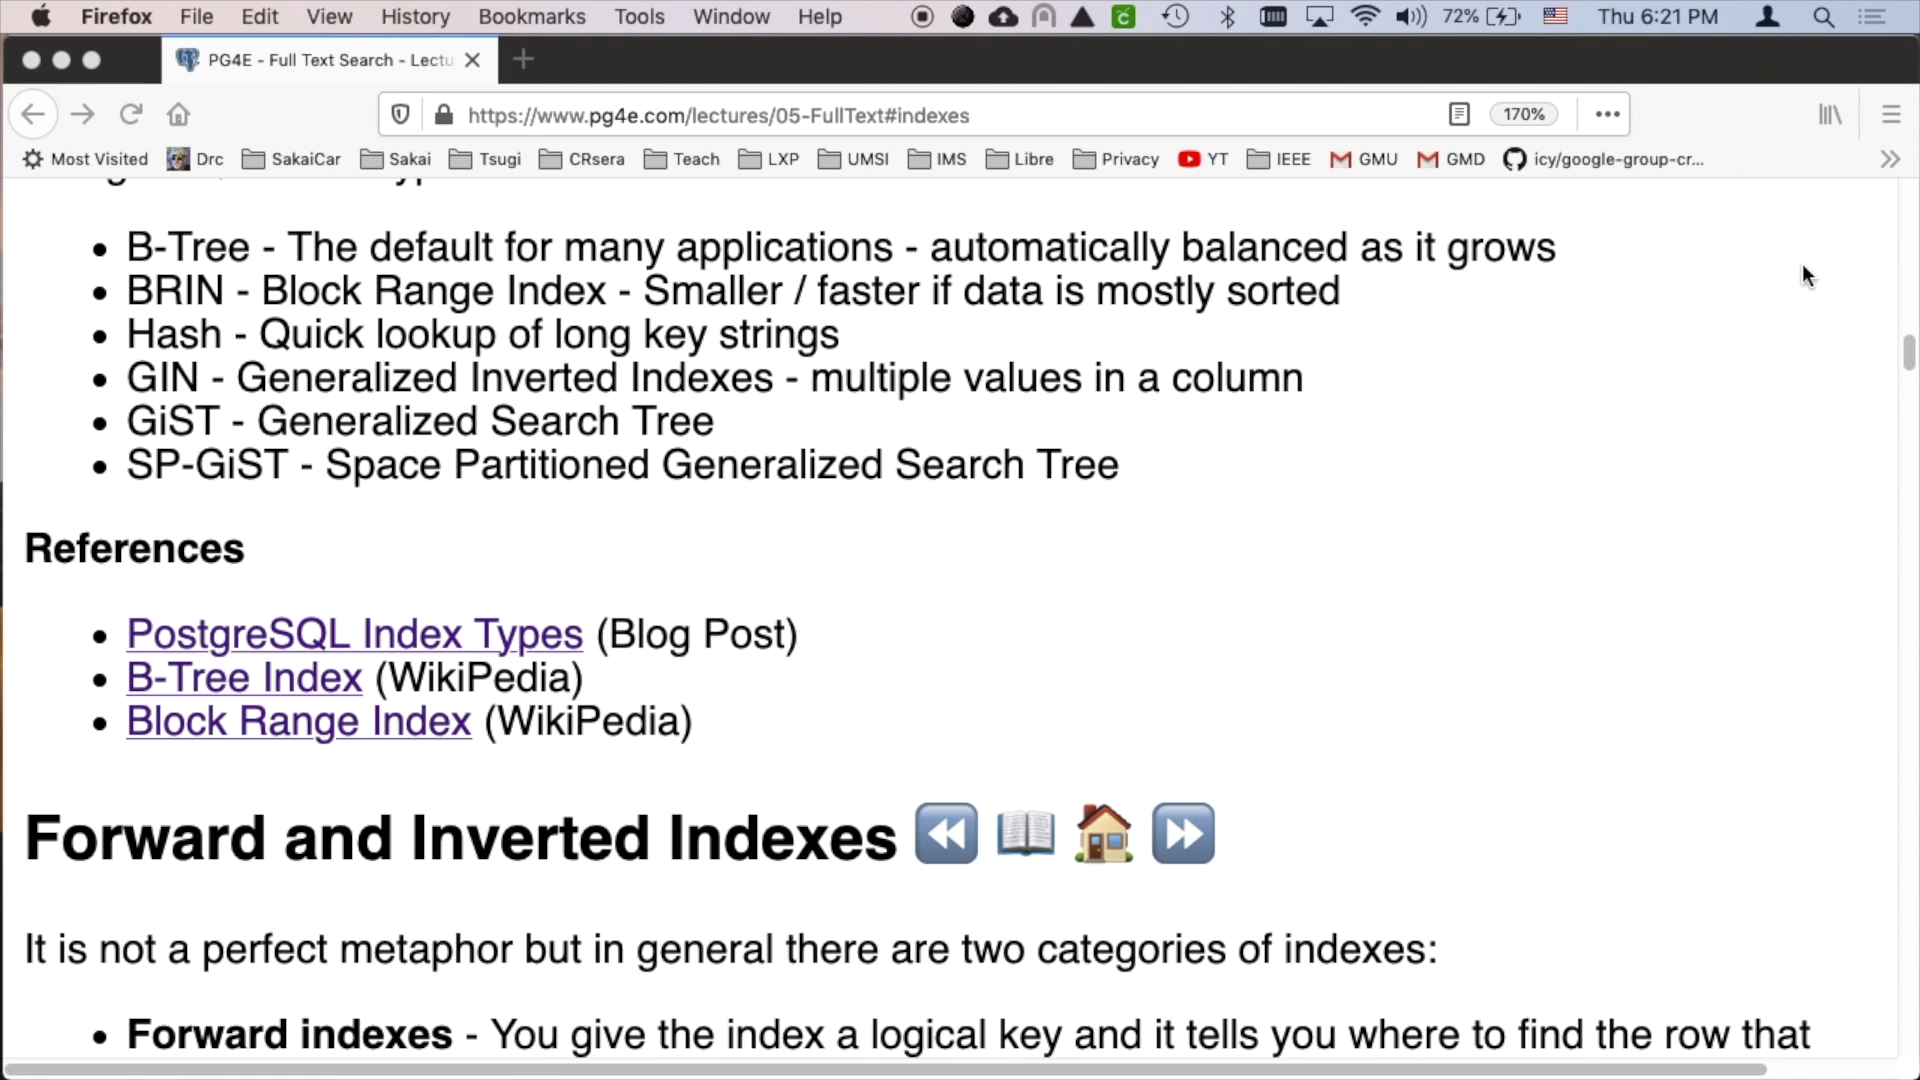 Firefox File Edit View History Bookmarks Tools Window Help 72% Thu 6:21 PM
PG4E - Full Text Search - Lectu
https://www.pg4e.com/lectures/05-FullText#indexes 170%
Most Visited Drc SakaiCar Sakai Tsugi CRsera Teach LXP UMSI IMS Libre Privacy YT IEEE GMU GMD icy/google-group-cr...
• B-Tree - The default for many applications - automatically balanced as it grows
• BRIN - Block Range Index - Smaller / faster if data is mostly sorted
• Hash - Quick lookup of long key strings
• GIN - Generalized Inverted Indexes - multiple values in a column
• GiST - Generalized Search Tree
• SP-GiST - Space Partitioned Generalized Search Tree
References
• PostgreSQL Index Types (Blog Post)
• B-Tree Index (WikiPedia)
• Block Range Index (WikiPedia)
Forward and Inverted Indexes
It is not a perfect metaphor but in general there are two categories of indexes:
• Forward indexes - You give the index a logical key and it tells you where to find the row that